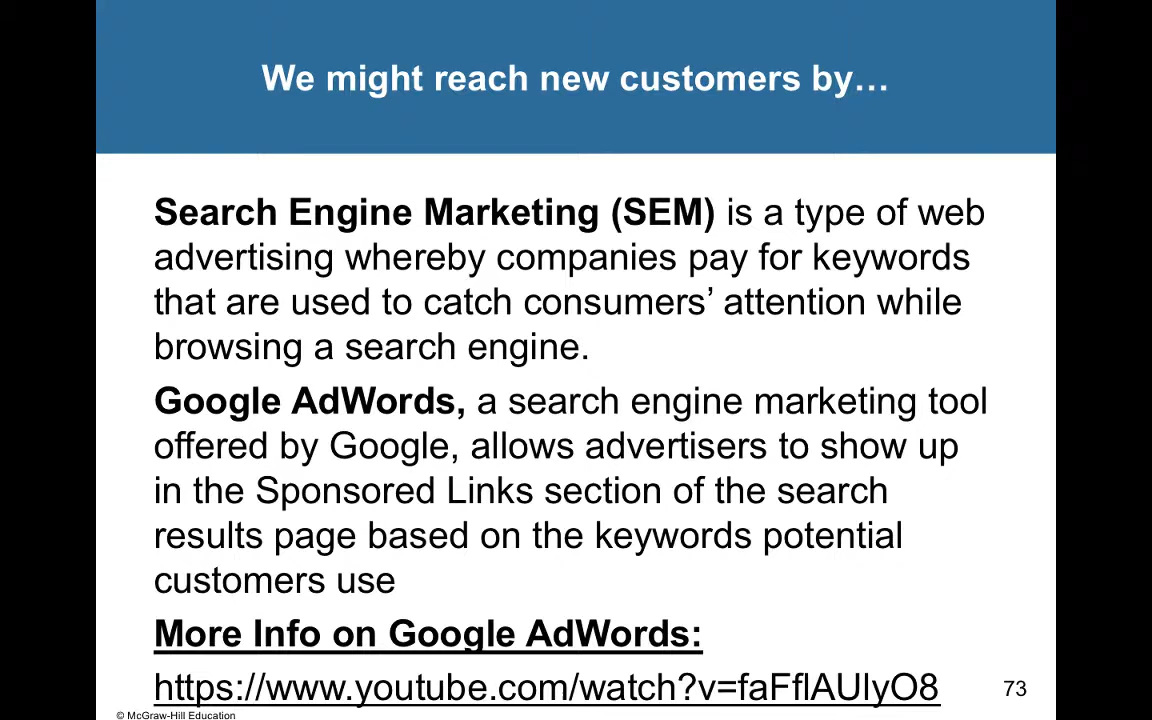 We might reach new customers by…
Search Engine Marketing (SEM) is a type of web
advertising whereby companies pay for keywords
that are used to catch consumers’ attention while
browsing a search engine.
Google AdWords, a search engine marketing tool
offered by Google, allows advertisers to show up
in the Sponsored Links section of the search
results page based on the keywords potential
customers use
More Info on Google AdWords:
https://www.youtube.com/watch?v=faFflAUlyO8
73
© McGraw-Hill Education